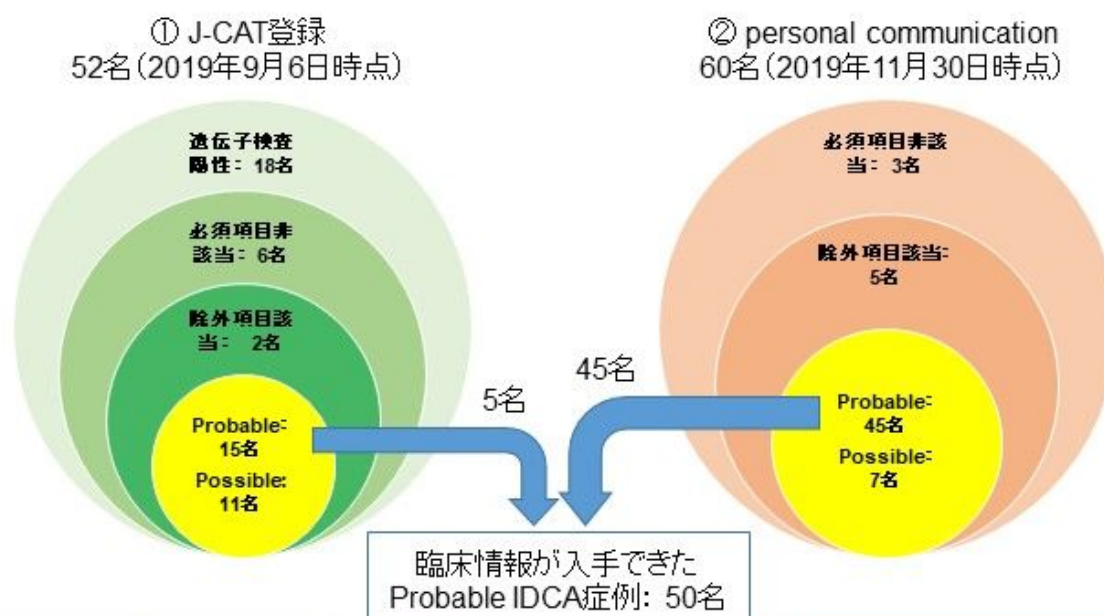 ① J-CAT登録
52名(2019年9月6日時点)
遺伝子検査
陽性: 18名
必須項目非
該当: 6名
除外項目該
当: 2名
Probable:
15名
Possible:
11名
5名
② personal communication
60名(2019年11月30日時点)
必須項目非該
当: 3名
除外項目該当:
5名
Probable:
45名
Possible:
7名
45名
臨床情報が入手できた
Probable IDCA症例: 50名